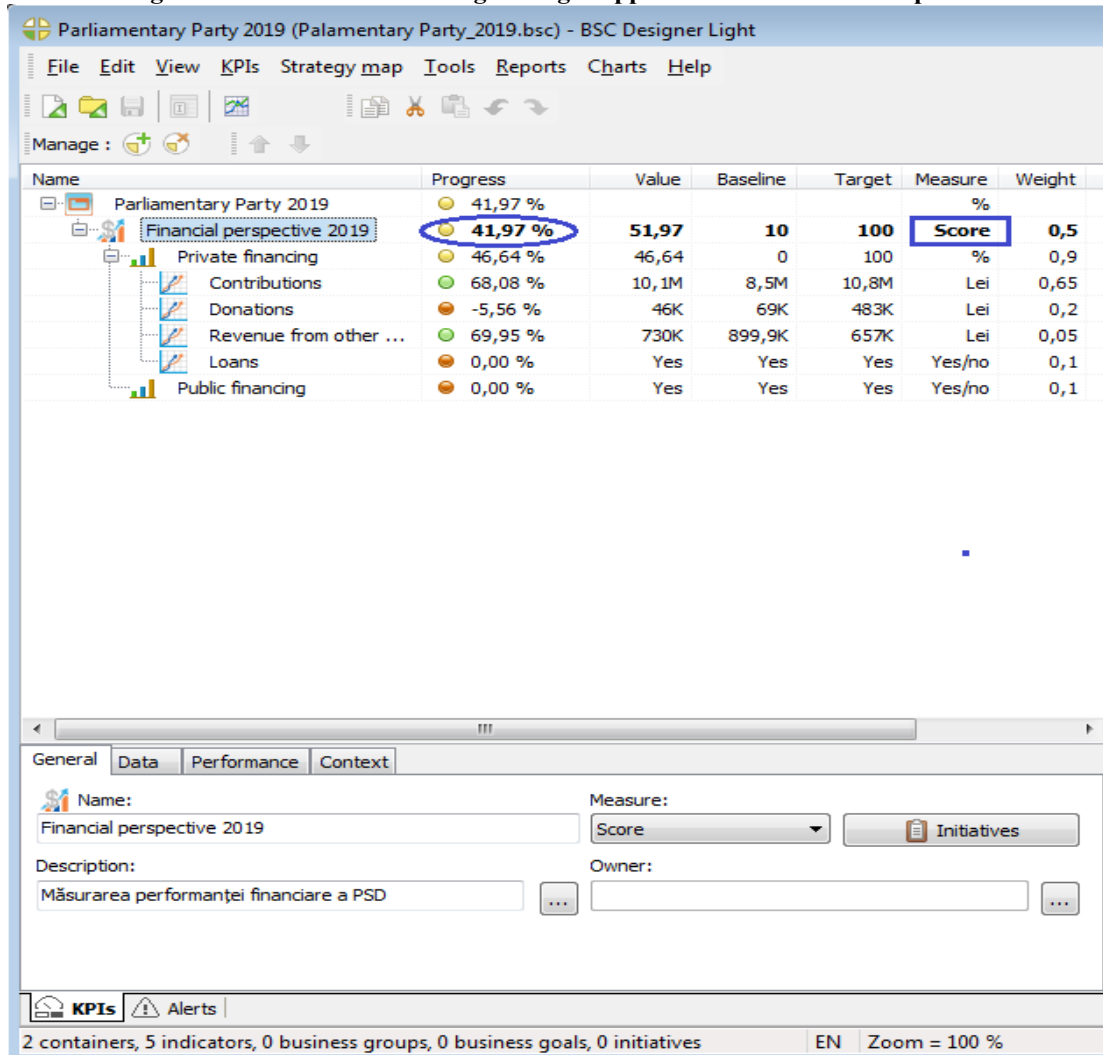 Parliamentary Party 2019 (Palamentary Party_2019.bsc) - BSC Designer Light
File Edit View KPIs Strategy map Tools Reports Charts Help
Manage :
Name Progress Value Baseline Target Measure Weight
Parliamentary Party 2019 41,97 % %
Financial perspective 2019 41,97 % 51,97 10 100 Score 0,5
Private financing 46,64 % 46,64 0 100 % 0,9
Contributions 68,08 % 10,1M 8,5M 10,8M Lei 0,65
Donations -5,56 % 46K 69K 483K Lei 0,2
Revenue from other ... 69,95 % 730K 899,9K 657K Lei 0,05
Loans 0,00 % Yes Yes Yes Yes/no 0,1
Public financing 0,00 % Yes Yes Yes Yes/no 0,1
General Data Performance Context
Name: Measure:
Financial perspective 2019 Score Initiatives
Description: Owner:
Măsurarea performanței financiare a PSD ... ...
KPIs Alerts
2 containers, 5 indicators, 0 business groups, 0 business goals, 0 initiatives EN Zoom = 100 %